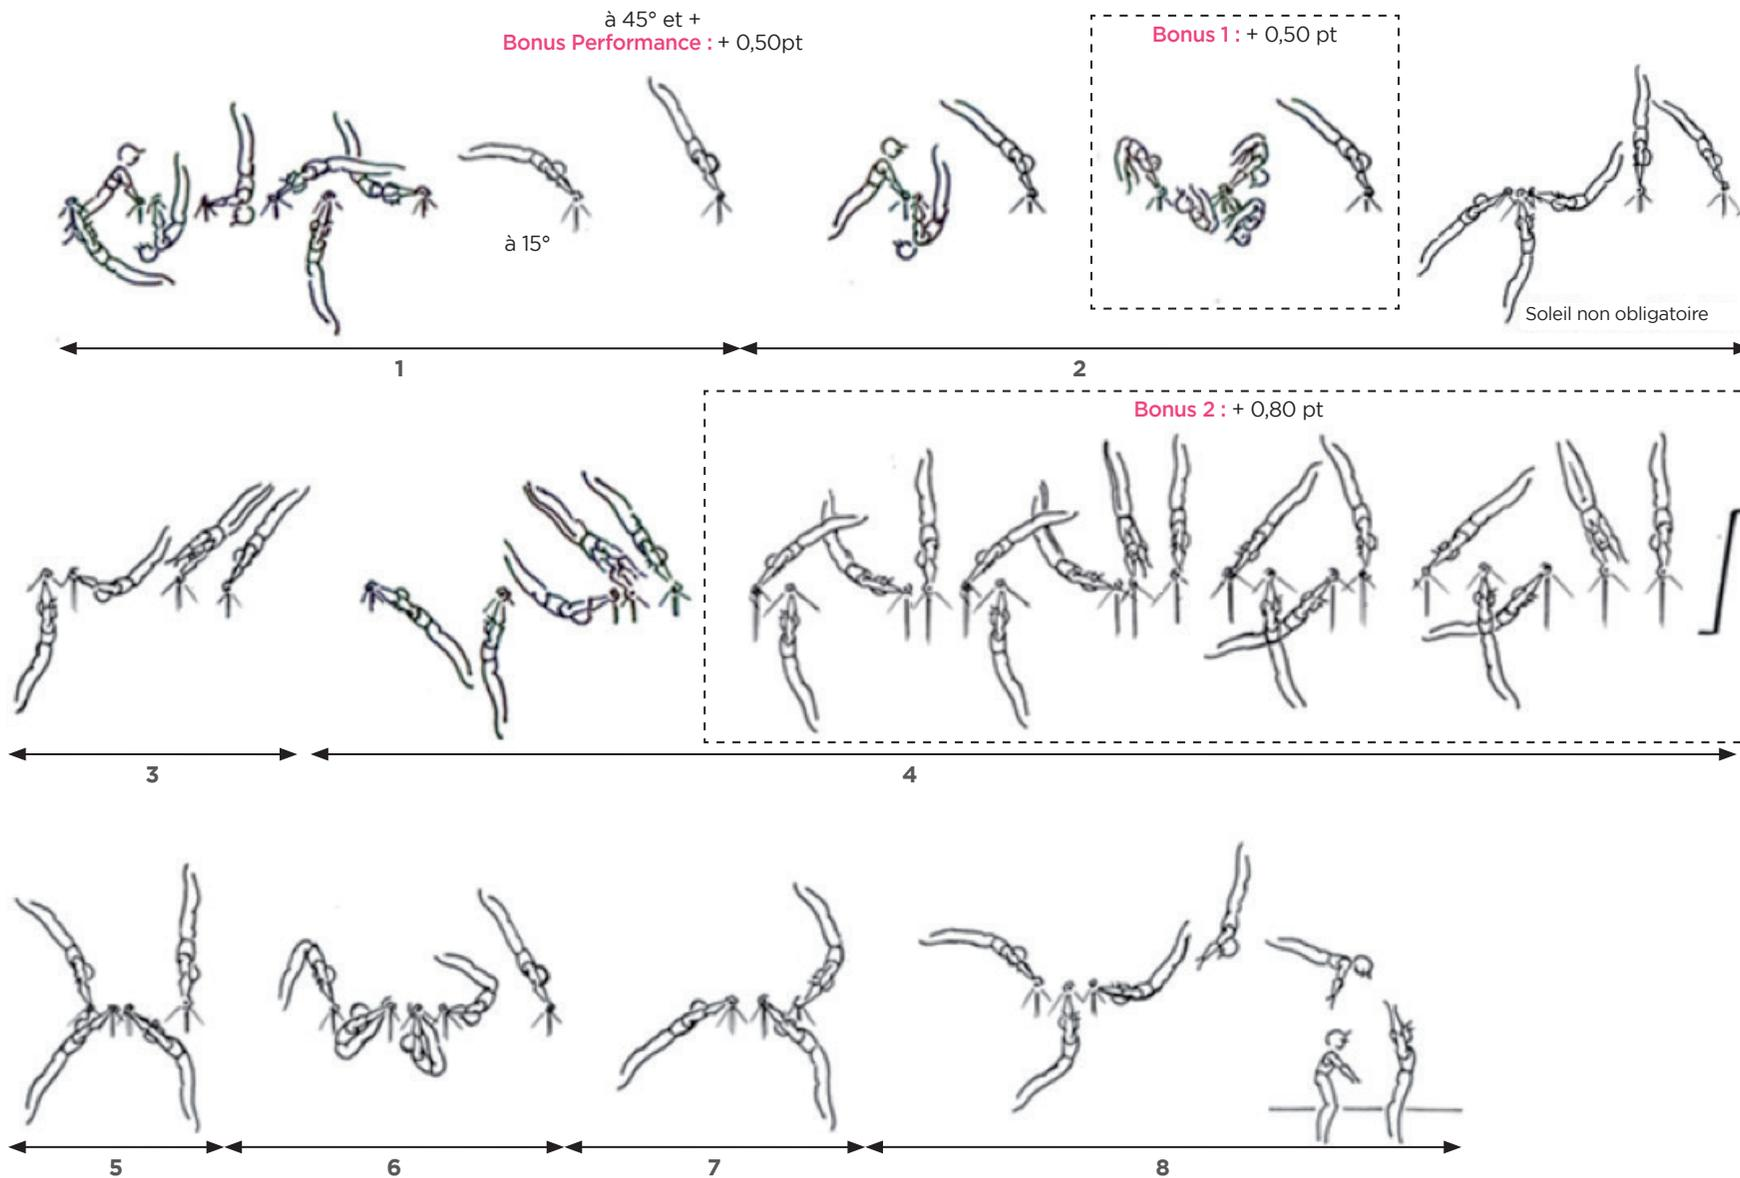 à 45° et +
Bonus Performance : + 0,50pt
Bonus 1 : + 0,50 pt
à 15°
Soleil non obligatoire
1
2
Bonus 2 : + 0,80 pt
3
4
5
6
7
8